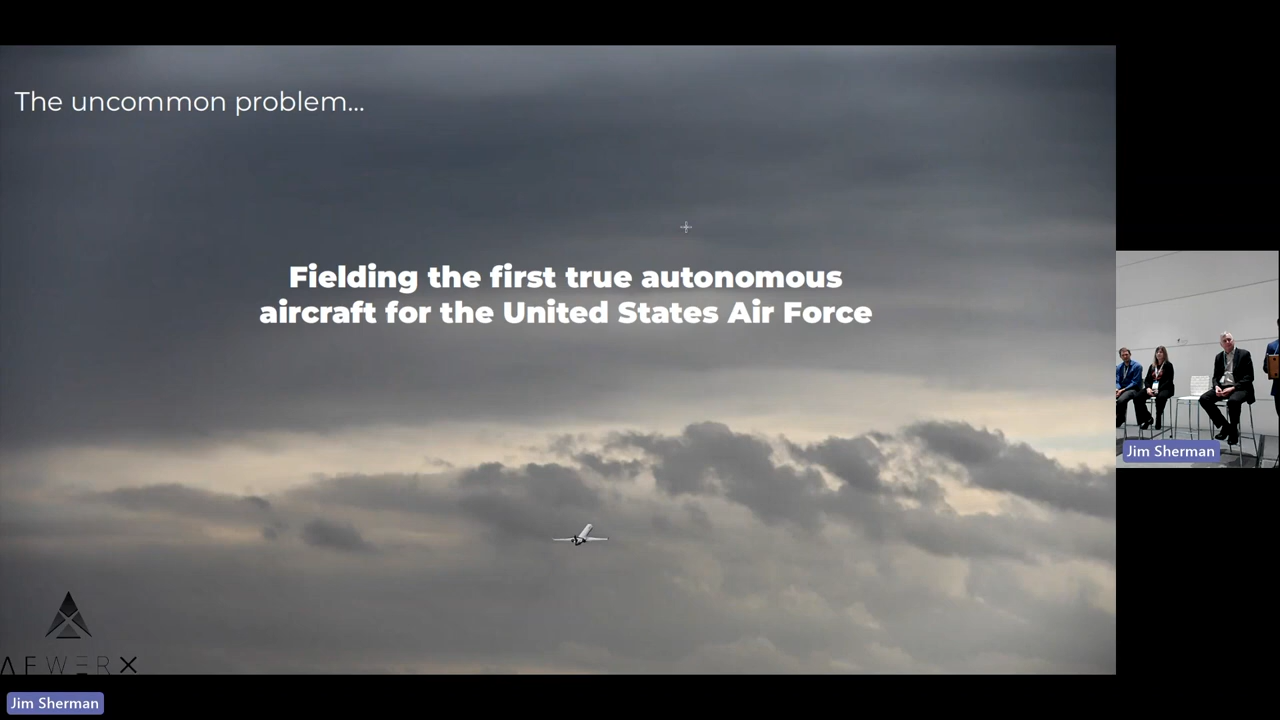 The uncommon problem...
Fielding the first true autonomous
aircraft for the United States Air Force
AFWERX
Jim Sherman
Jim Sherman